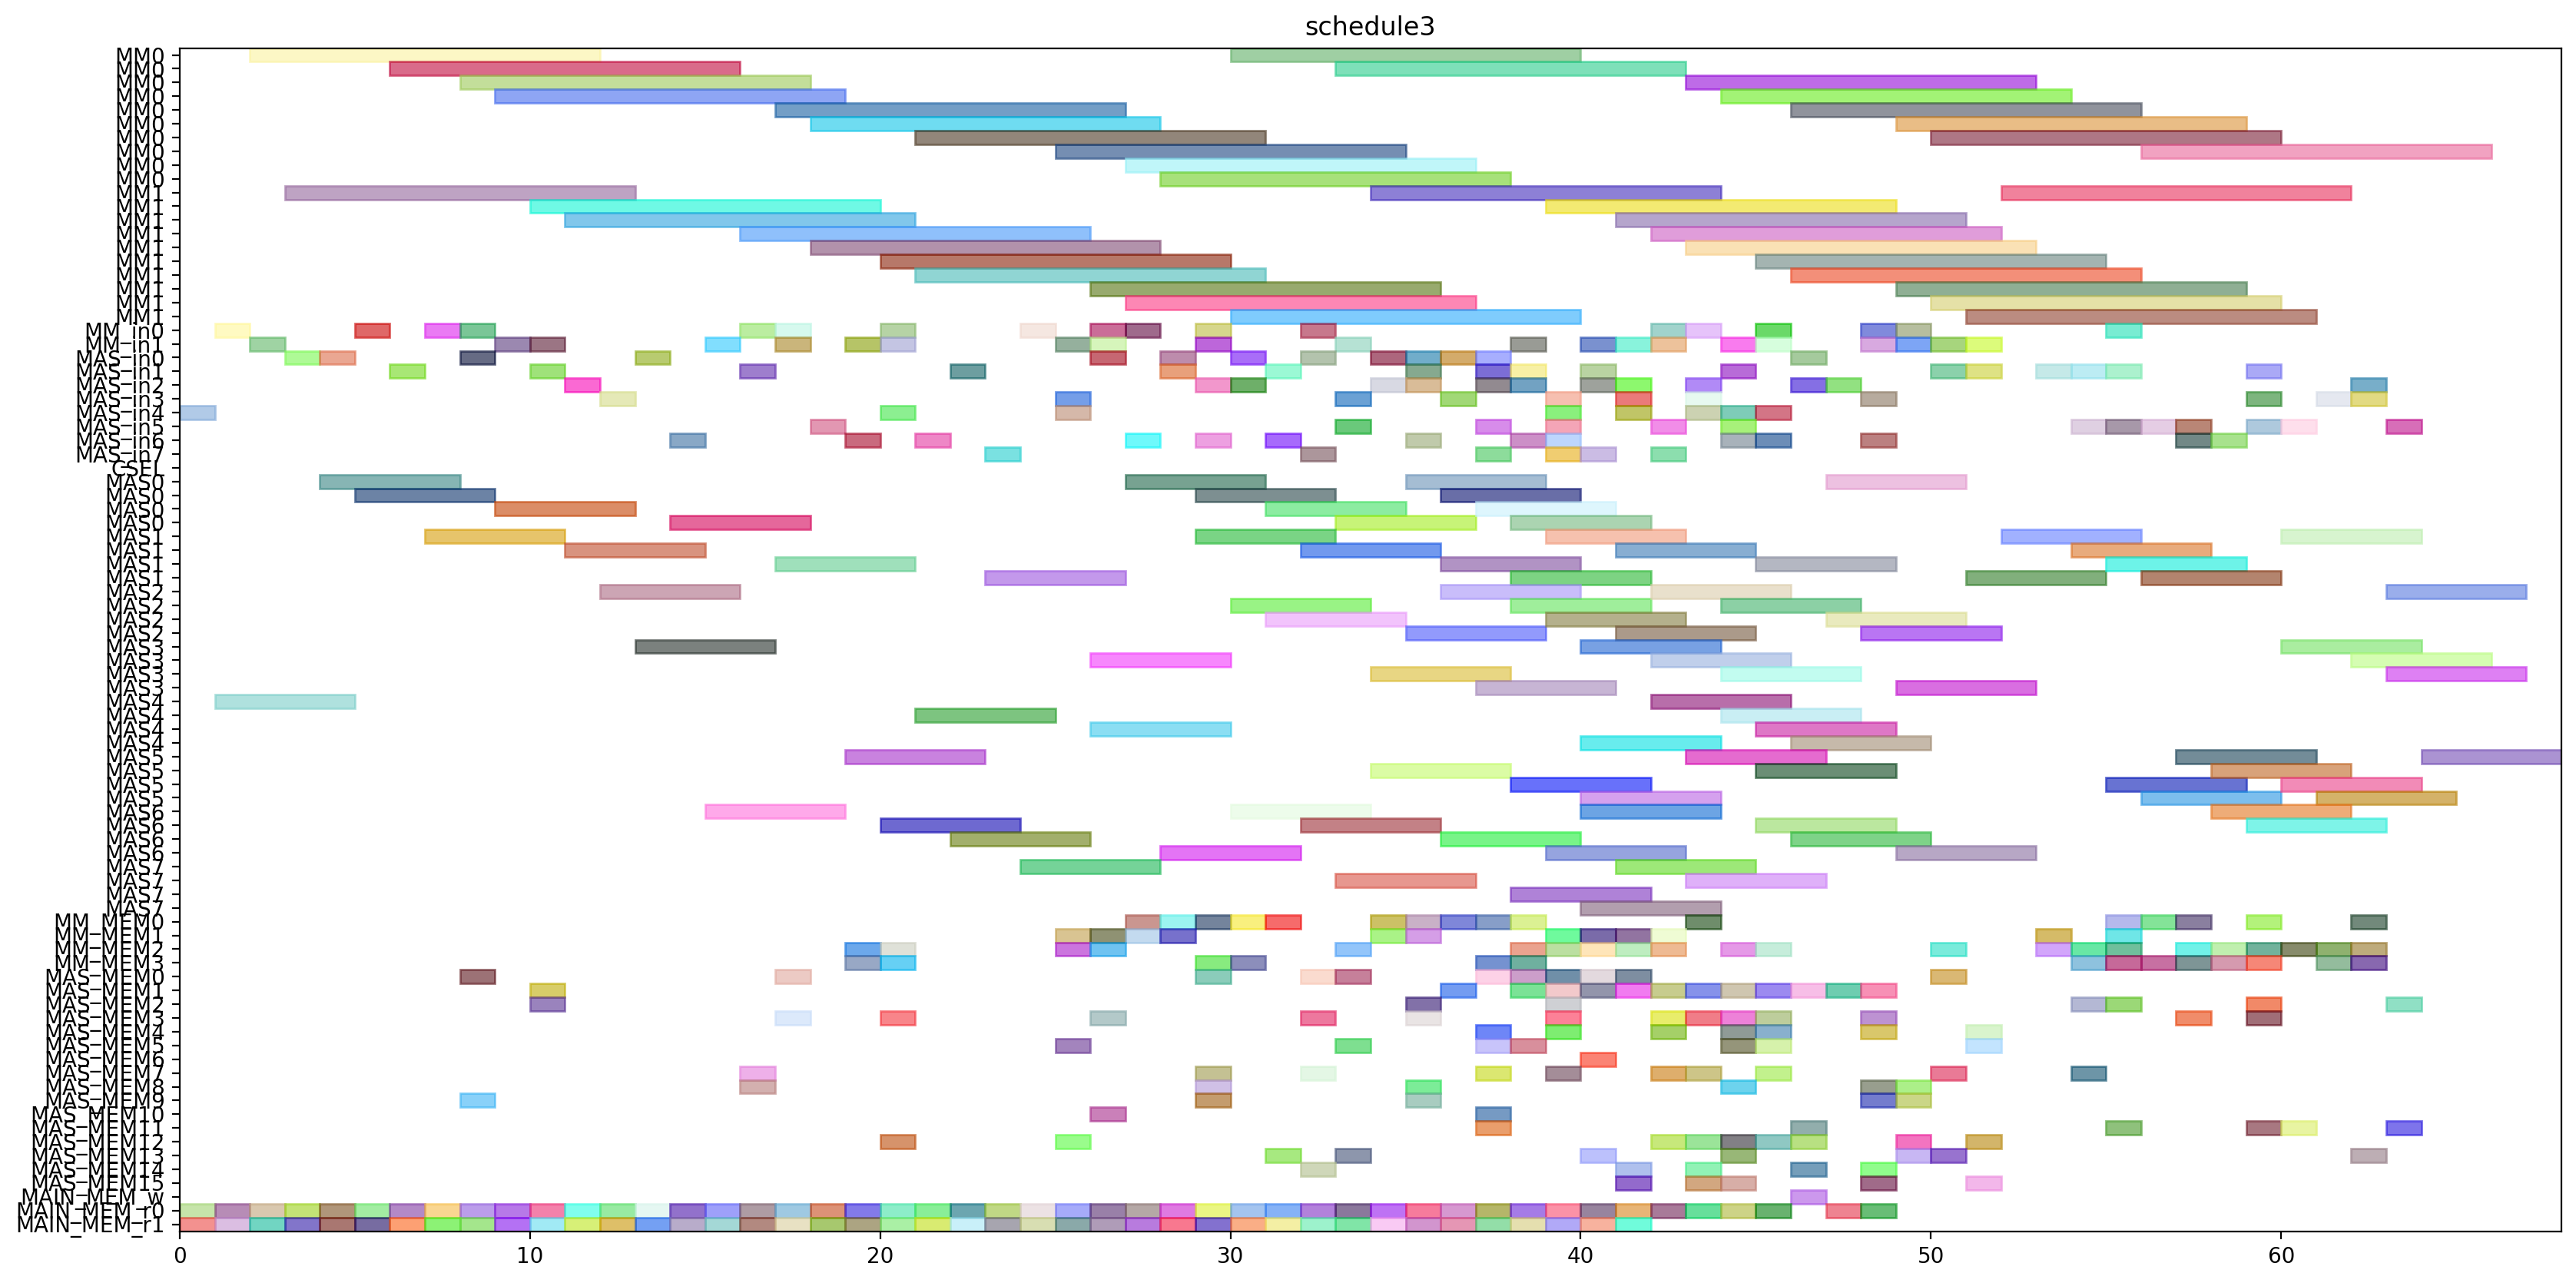 schedule3
MM0
MM0
MM0
MM0
MM0
MM0
MM0
MM0
MM0
MM0
MM1
MM1
MM1
MM1
MM1
MM1
MM1
MM1
MM1
MM1
MM_in0
MM_in1
MAS_in0
MAS_in1
MAS_in2
MAS_in3
MAS_in4
MAS_in5
MAS_in6
MAS_in7
CSEL
MAS0
MAS0
MAS0
MAS0
MAS1
MAS1
MAS1
MAS1
MAS2
MAS2
MAS2
MAS2
MAS3
MAS3
MAS3
MAS3
MAS4
MAS4
MAS4
MAS4
MAS5
MAS5
MAS5
MAS5
MAS6
MAS6
MAS6
MAS6
MAS7
MAS7
MAS7
MAS7
MM_MEM0
MM_MEM1
MM_MEM2
MM_MEM3
MAS_MEM0
MAS_MEM1
MAS_MEM2
MAS_MEM3
MAS_MEM4
MAS_MEM5
MAS_MEM6
MAS_MEM7
MAS_MEM8
MAS_MEM9
MAS_MEM10
MAS_MEM11
MAS_MEM12
MAS_MEM13
MAS_MEM14
MAS_MEM15
MAIN_MEM_w
MAIN_MEM_r0
MAIN_MEM_r1
0 10 20 30 40 50 60